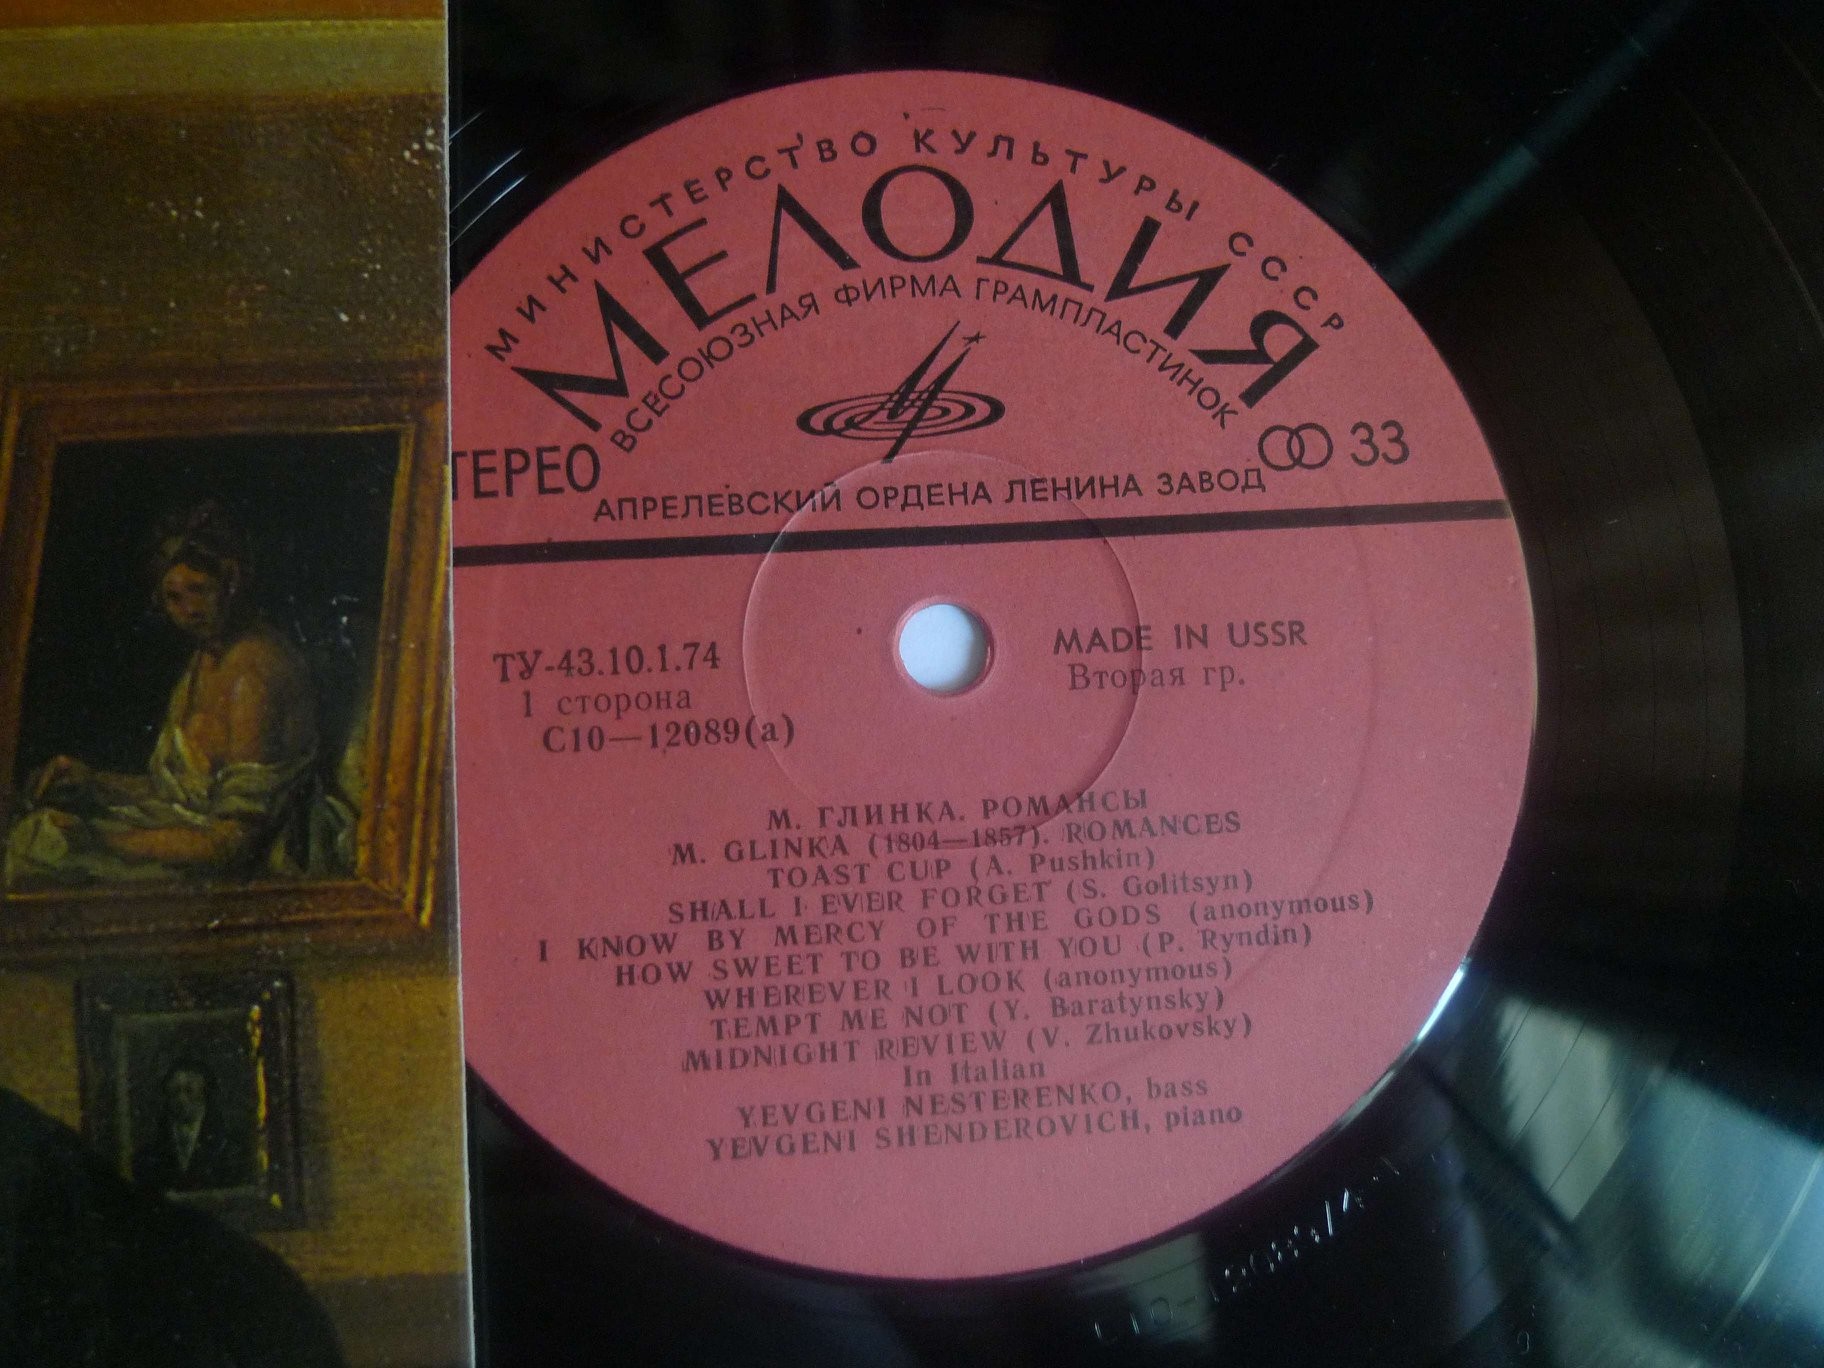 МИНИСТЕРСТВО КУЛЬТУРЫ СССР
МЕЛОДИЯ
ВСЕСОЮЗНАЯ ФИРМА ГРАМПЛАСТИНОК
ТЕРЕО
33
АПРЕЛЕВСКИЙ ОРДЕНА ЛЕНИНА ЗАВОД
ТУ-43.10.1.74
1 сторона
С10—12089(а)
MADE IN USSR
Вторая гр.
М. ГЛИНКА. РОМАНСЫ
M. GLINKA (1804—1857). ROMANCES
TOAST CUP (A. Pushkin)
SHALL I EVER FORGET (S. Golitsyn)
I KNOW BY MERCY OF THE GODS (anonymous)
HOW SWEET TO BE WITH YOU (P. Ryndin)
WHEREVER I LOOK (anonymous)
TEMPT ME NOT (Y. Baratynsky)
MIDNIGHT REVIEW (V. Zhukovsky)
In Italian
YEVGENI NESTERENKO, bass
YEVGENI SHENDEROVICH, piano